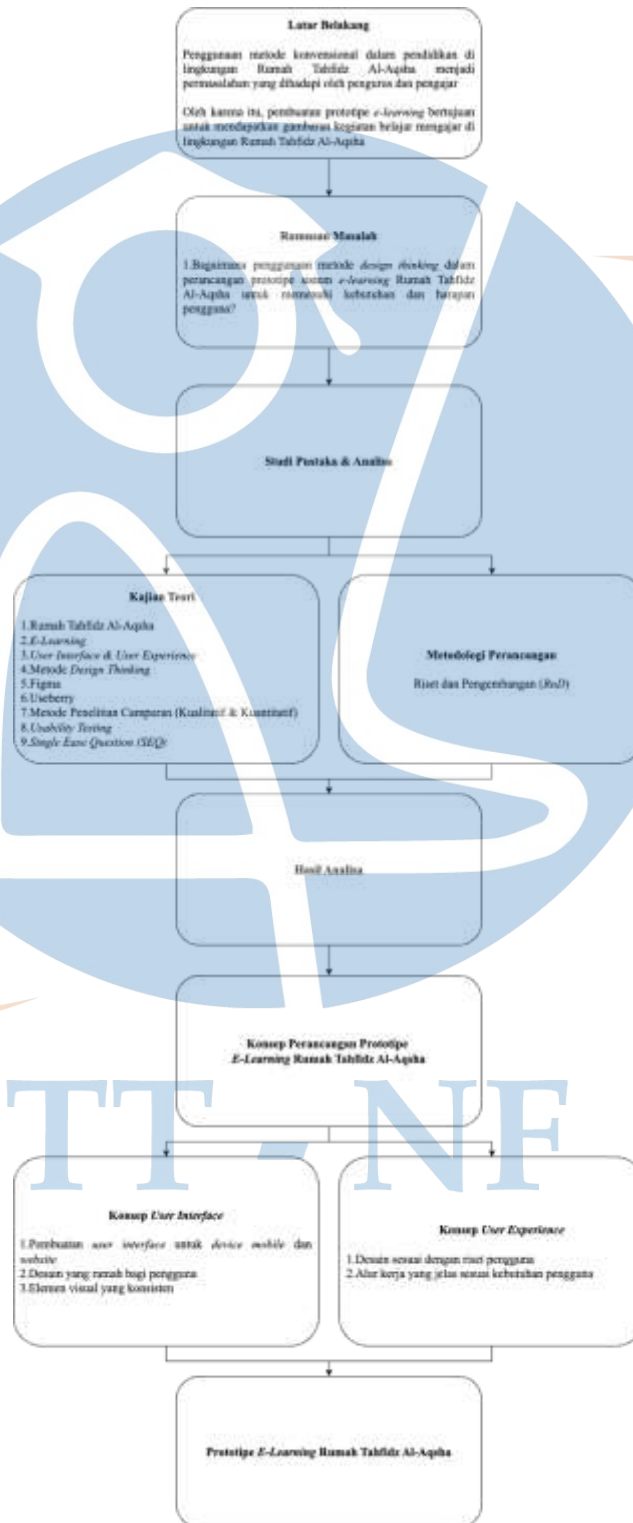 Latar Belakang
Penggunaan metode konvensional dalam pendidikan di
lingkungan Rumah Tahfidz Al-Aqsha menjadi
permasalahan yang dihadapi oleh pengurus dan pengajar
Oleh karena itu, pembuatan prototipe e-learning bertujuan
untuk mendapatkan gambaran kegiatan belajar mengajar di
lingkungan Rumah Tahfidz Al-Aqsha
Rumusan Masalah
1.Bagaimana penggunaan metode design thinking dalam
perancangan prototipe sistem e-learning Rumah Tahfidz
Al-Aqsha untuk memenuhi kebutuhan dan harapan
pengguna?
Studi Pustaka & Analisa
Kajian Teori
1.Rumah Tahfidz Al-Aqsha
2.E-Learning
3.User Interface & User Experience
4.Metode Design Thinking
5.Figma
6.Useberry
7.Metode Penelitian Campuran (Kualitatif & Kuantitatif)
8.Usability Testing
9.Single Ease Question (SEQ)
Metodologi Perancangan
Riset dan Pengembangan (RnD)
Hasil Analisa
Konsep Perancangan Prototipe
E-Learning Rumah Tahfidz Al-Aqsha
TT - NF
Konsep User Interface
1.Pembuatan user interface untuk device mobile dan
website
2.Desain yang ramah bagi pengguna
3.Elemen visual yang konsisten
Konsep User Experience
1.Desain sesuai dengan riset pengguna
2.Alur kerja yang jelas sesuai kebutuhan pengguna
Prototipe E-Learning Rumah Tahfidz Al-Aqsha